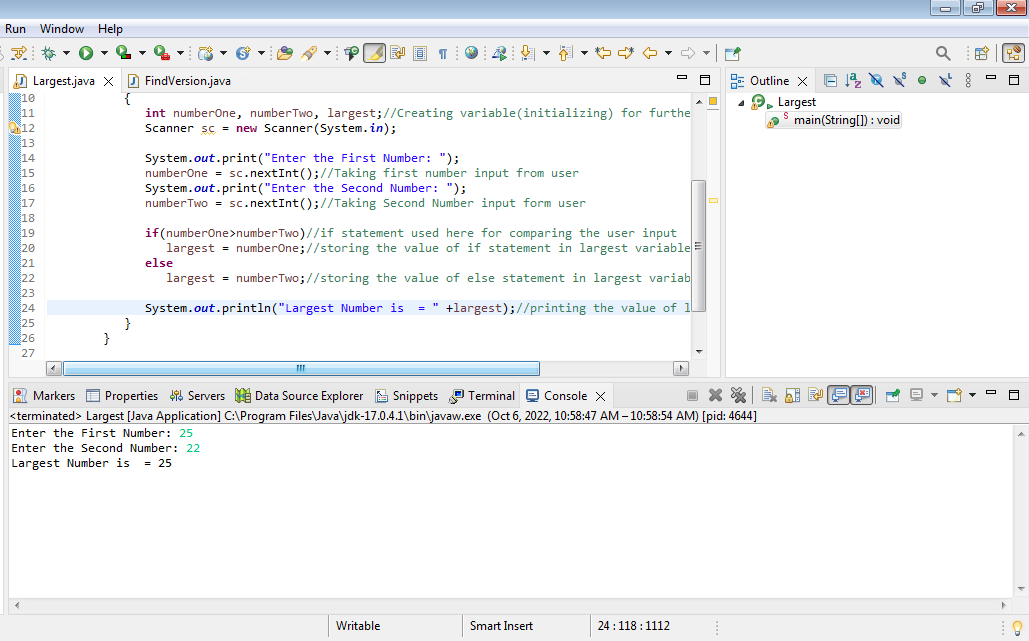 Run Window Help
Largest.java FindVersion.java
10 {
11 int numberOne, numberTwo, largest;//Creating variable(initializing) for furthe
12 Scanner sc = new Scanner(System.in);
13
14 System.out.print("Enter the First Number: ");
15 numberOne = sc.nextInt();//Taking first number input from user
16 System.out.print("Enter the Second Number: ");
17 numberTwo = sc.nextInt();//Taking Second Number input form user
18
19 if(numberOne>numberTwo)//if statement used here for comparing the user input
20 largest = numberOne;//storing the value of if statement in largest variable
21 else
22 largest = numberTwo;//storing the value of else statement in largest variab
23
24 System.out.println("Largest Number is  = " +largest);//printing the value of l
25 }
26 }
27
Outline
Largest
main(String[]) : void
Markers Properties Servers Data Source Explorer Snippets Terminal Console
<terminated> Largest [Java Application] C:\Program Files\Java\jdk-17.0.4.1\bin\javaw.exe (Oct 6, 2022, 10:58:47 AM – 10:58:54 AM) [pid: 4644]
Enter the First Number: 25
Enter the Second Number: 22
Largest Number is  = 25
Writable Smart Insert 24 : 118 : 1112